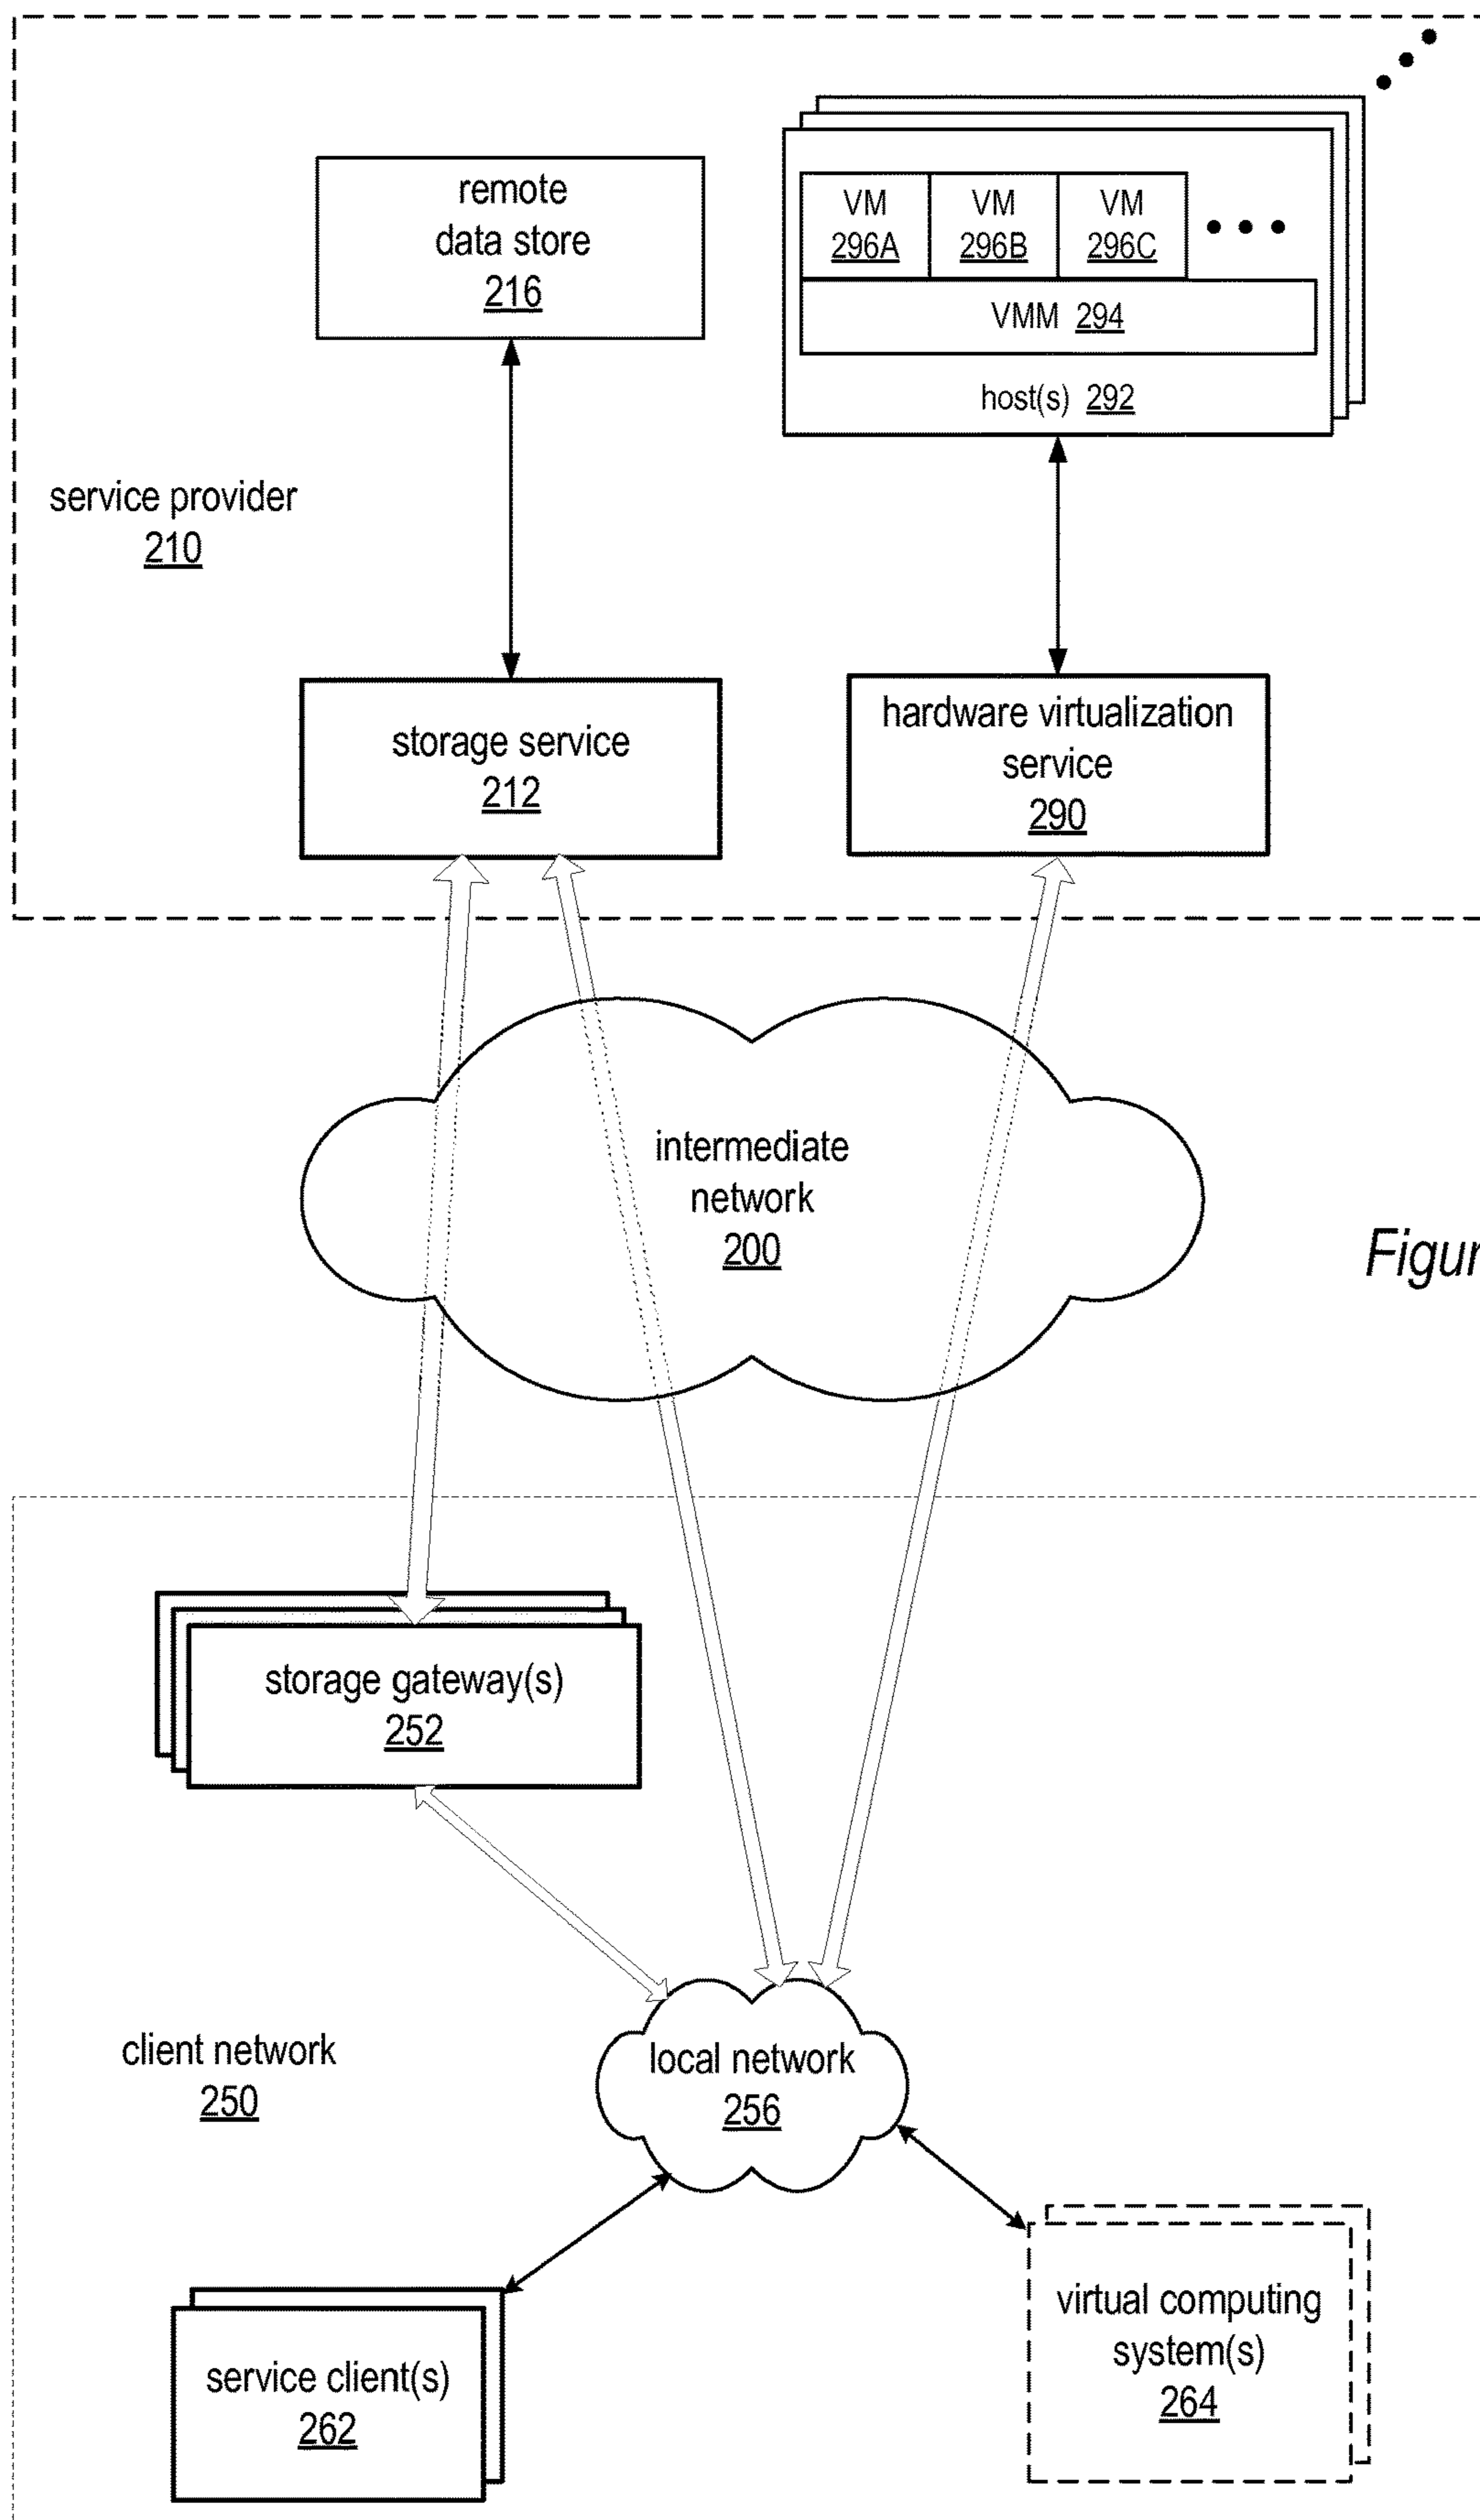 remote
data store
216
VM
296A
VM
296B
VM
296C
VMM 294
host(s) 292
service provider
210
storage service
212
hardware virtualization
service
290
intermediate
network
200
Figur
storage gateway(s)
252
client network
250
local network
256
service client(s)
262
virtual computing
system(s)
264